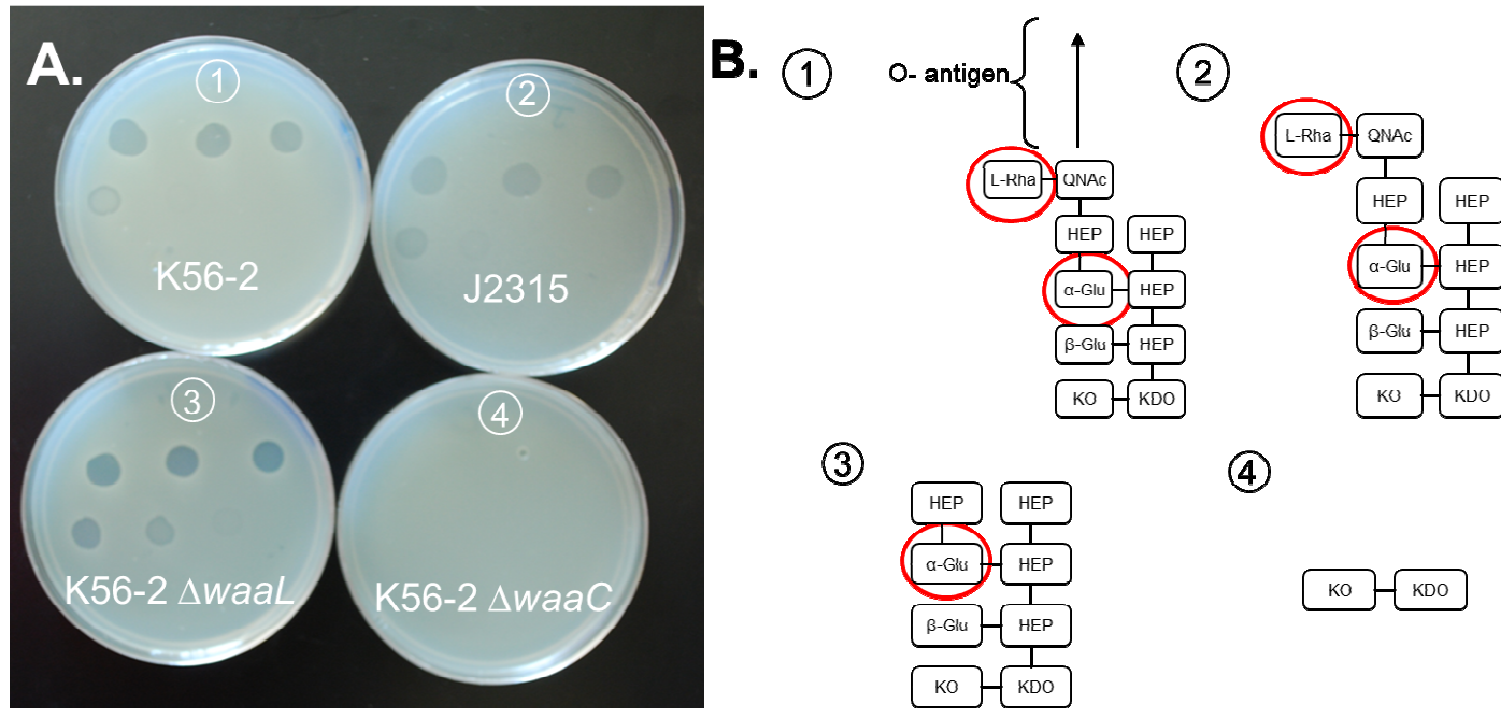 A.
1
K56-2
2
J2315
3
K56-2 ΔwaaL
4
K56-2 ΔwaaC
B.
1
O- antigen
L-Rha
QNAc
HEP
HEP
α-Glu
HEP
β-Glu
HEP
KO
KDO
2
L-Rha
QNAc
HEP
HEP
α-Glu
HEP
β-Glu
HEP
KO
KDO
3
HEP
HEP
α-Glu
HEP
β-Glu
HEP
KO
KDO
4
KO
KDO